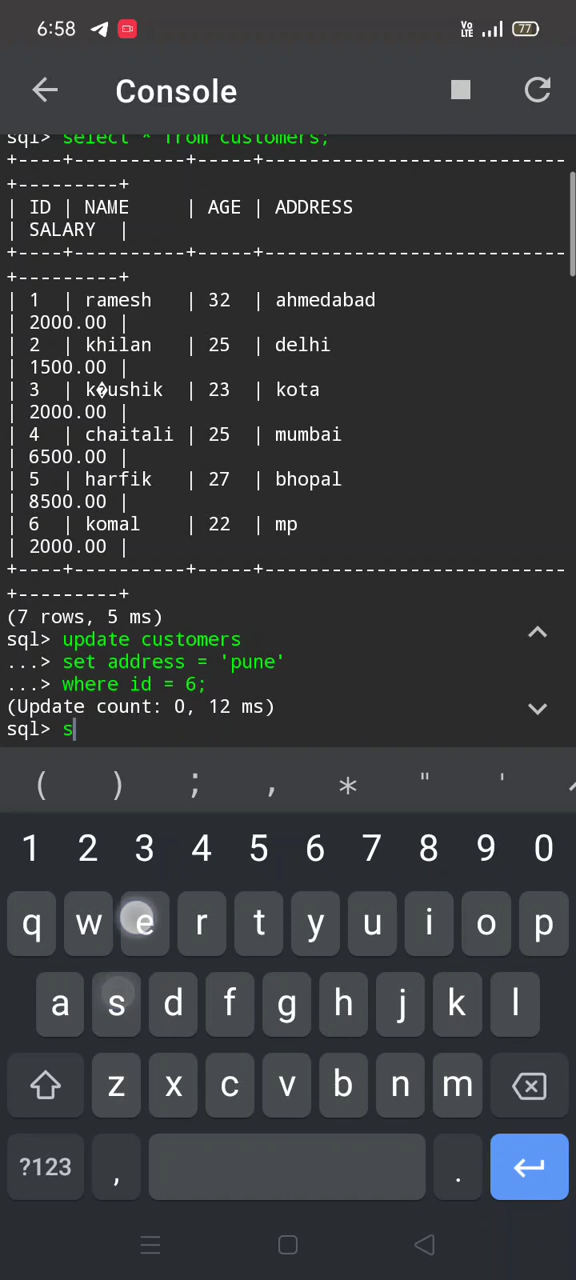 6:58 Vo LTE 77
Console
sql> select * from customers;
+----+----------+-----+---------------------------
+---------+
| ID | NAME     | AGE | ADDRESS
| SALARY  |
+----+----------+-----+---------------------------
+---------+
| 1  | ramesh   | 32  | ahmedabad
| 2000.00 |
| 2  | khilan   | 25  | delhi
| 1500.00 |
| 3  | k�ushik  | 23  | kota
| 2000.00 |
| 4  | chaitali | 25  | mumbai
| 6500.00 |
| 5  | harfik   | 27  | bhopal
| 8500.00 |
| 6  | komal    | 22  | mp
| 2000.00 |
+----+----------+-----+---------------------------
+---------+
(7 rows, 5 ms)
sql> update customers
...> set address = 'pune'
...> where id = 6;
(Update count: 0, 12 ms)
sql> s
( ) ; , * " '
1 2 3 4 5 6 7 8 9 0
q w e r t y u i o p
a s d f g h j k l
z x c v b n m
?123 , .